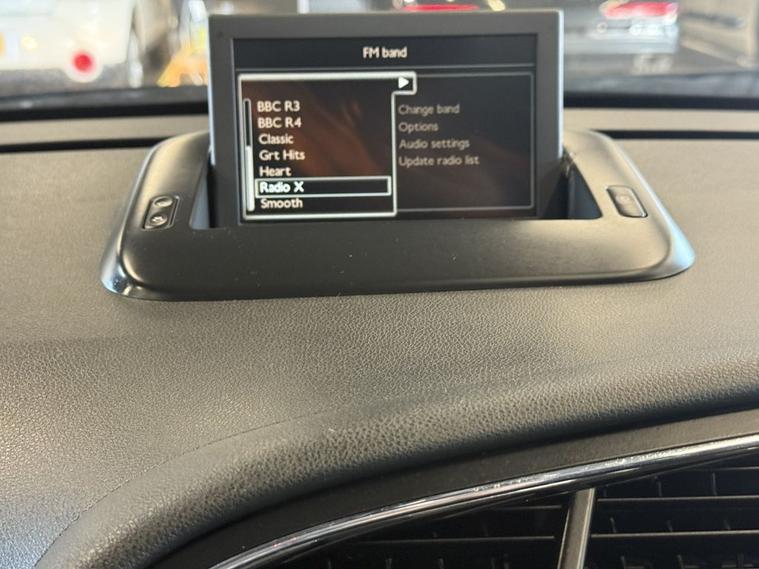 FM band
BBC R3
BBC R4
Classic
Grt Hits
Heart
Radio X
Smooth
Change band
Options
Audio settings
Update radio list